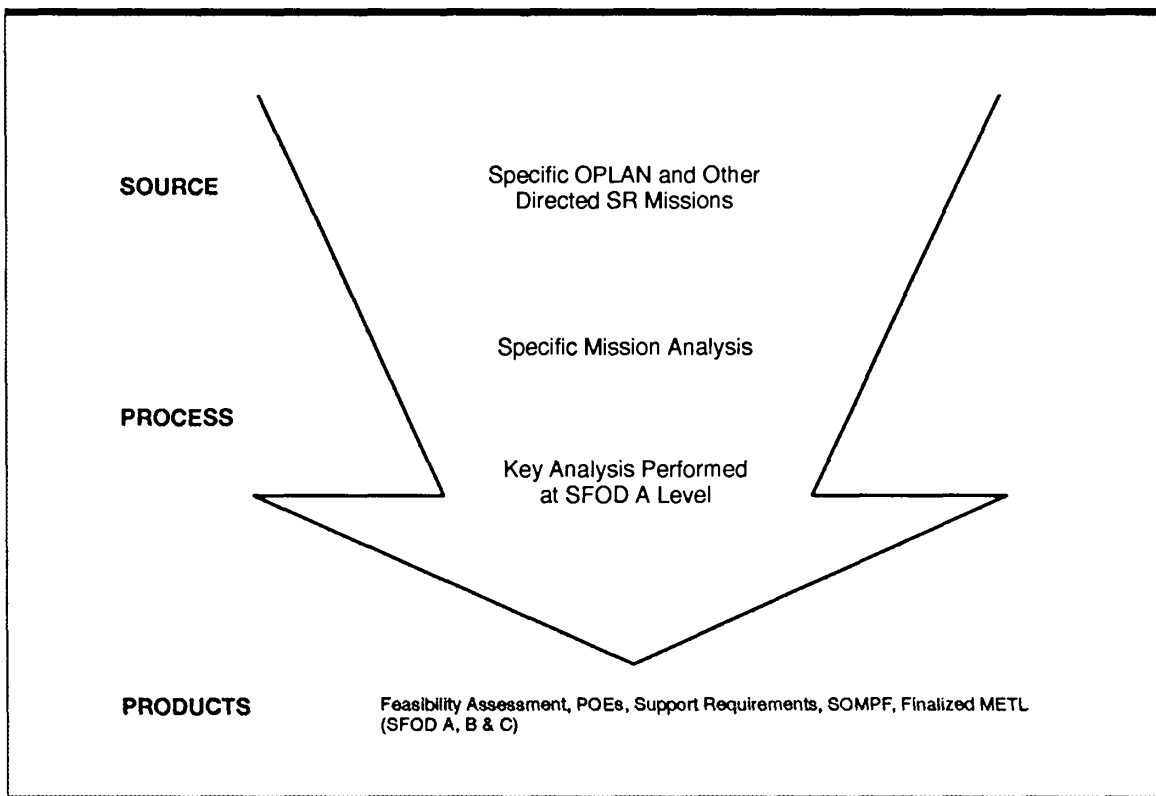 SOURCE
Specific OPLAN and Other
Directed SR Missions
Specific Mission Analysis
PROCESS
Key Analysis Performed
at SFOD A Level
PRODUCTS
Feasibility Assessment, POEs, Support Requirements, SOMPF, Finalized METL
(SFOD A, B & C)